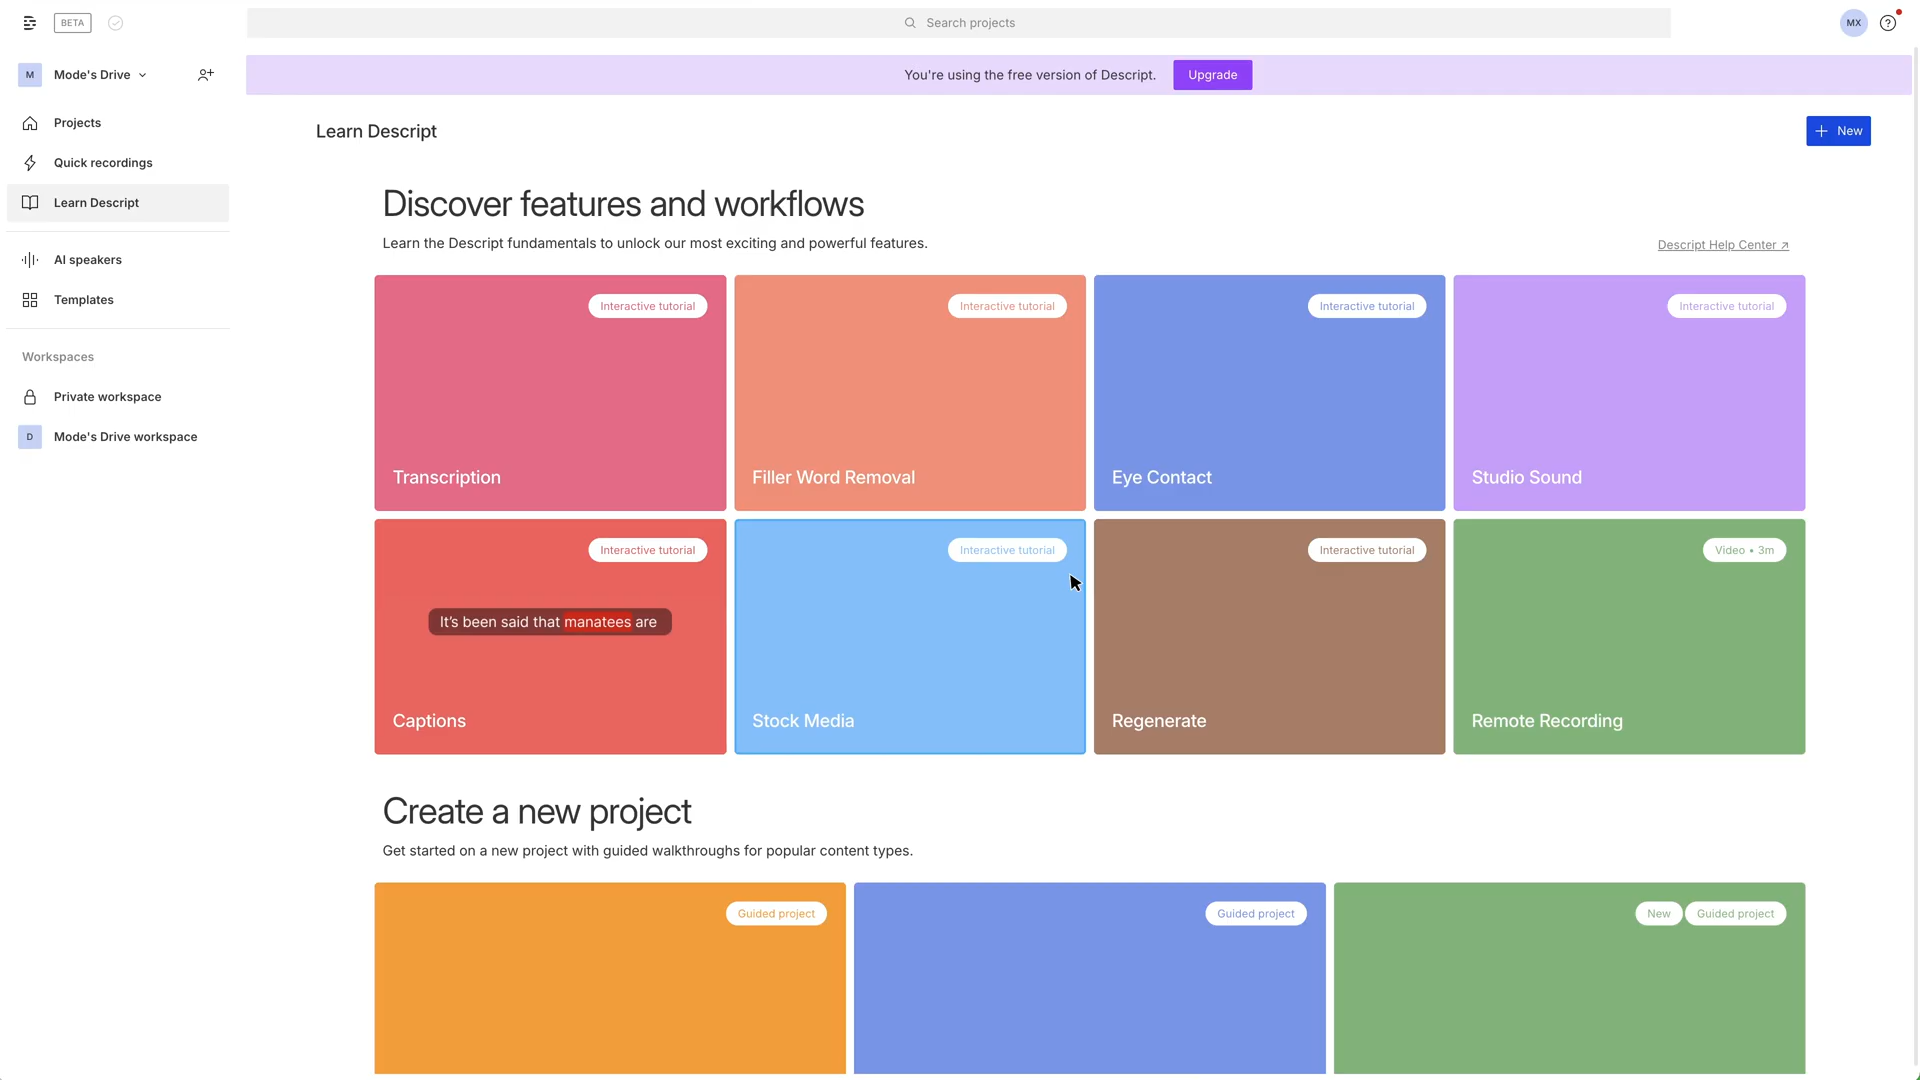 BETA
Search projects
MX
M
Mode's Drive
You're using the free version of Descript.
Upgrade
Projects
Quick recordings
Learn Descript
AI speakers
Templates
Workspaces
Private workspace
D
Mode's Drive workspace
Learn Descript
New
Discover features and workflows
Learn the Descript fundamentals to unlock our most exciting and powerful features.
Descript Help Center ↗
Interactive tutorial
Transcription
Interactive tutorial
Filler Word Removal
Interactive tutorial
Eye Contact
Interactive tutorial
Studio Sound
Interactive tutorial
It's been said that manatees are
Captions
Interactive tutorial
Stock Media
Interactive tutorial
Regenerate
Video • 3m
Remote Recording
Create a new project
Get started on a new project with guided walkthroughs for popular content types.
Guided project
Guided project
New
Guided project